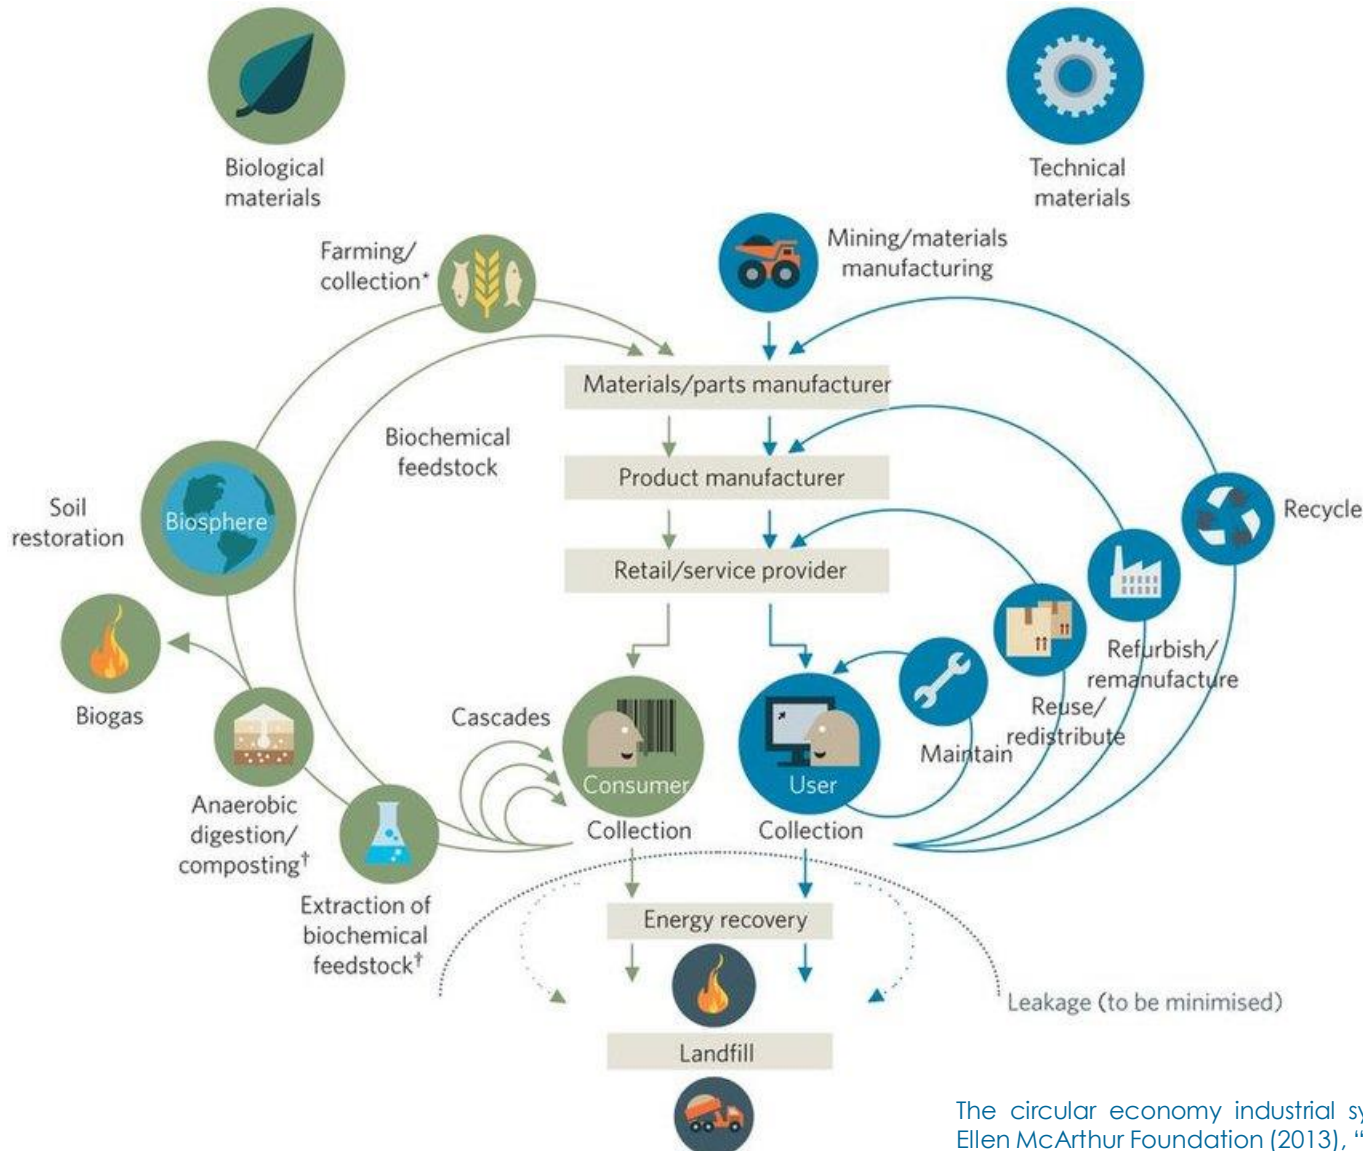 Biological
materials
Technical
materials
Farming/
collection*
Mining/materials
manufacturing
Materials/parts manufacturer
Biochemical
feedstock
Product manufacturer
Soil
restoration
Biosphere
Recycle
Retail/service provider
Refurbish/
remanufacture
Biogas
Cascades
Reuse/
redistribute
Maintain
Consumer
User
Collection
Collection
Anaerobic
digestion/
composting†
Extraction of
biochemical
feedstock†
Energy recovery
Leakage (to be minimised)
Landfill
The circular economy industrial
Ellen McArthur Foundation (2013), “